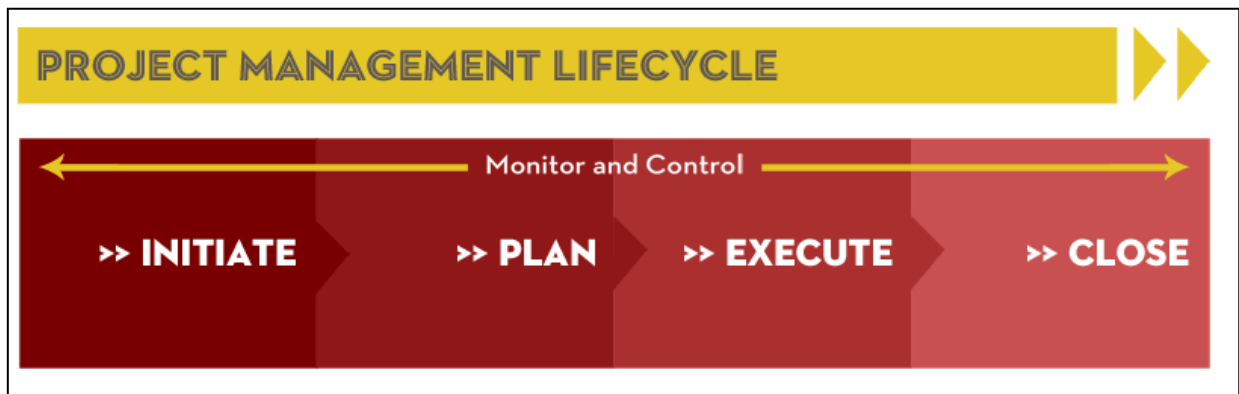 PROJECT MANAGEMENT LIFECYCLE
Monitor and Control
>> INITIATE >> PLAN >> EXECUTE >> CLOSE